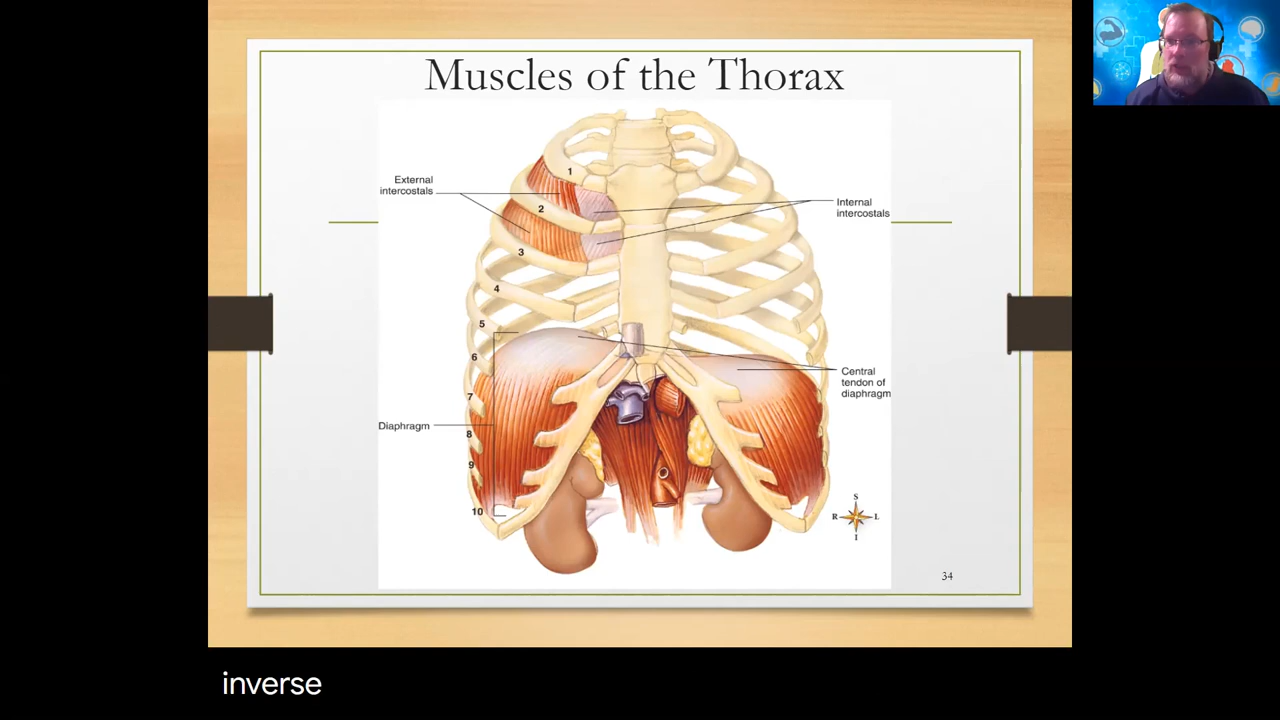 Muscles of the Thorax
External
intercostals
1
2
3
4
5
6
7
8
9
10
Internal
intercostals
Central
tendon of
diaphragm
Diaphragm
S
R L
I
34
inverse